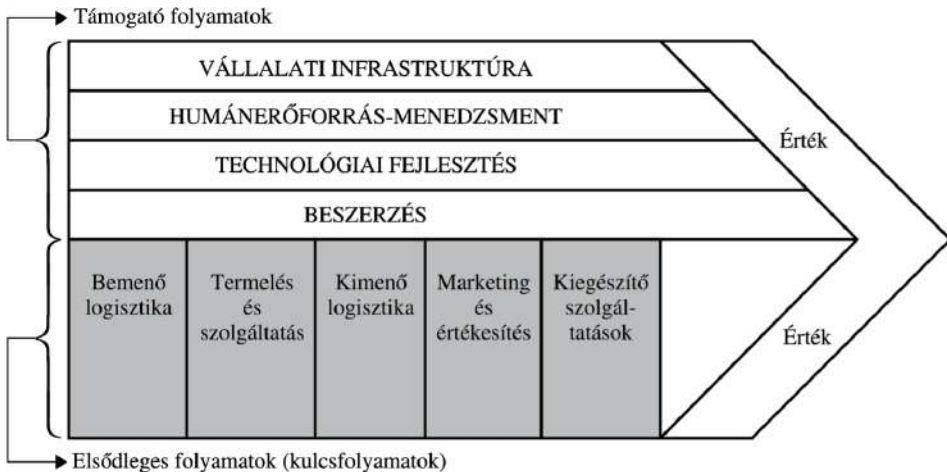 Támogató folyamatok
VÁLLALATI INFRASTRUKTÚRA
HUMÁNERŐFORRÁS-MENEDZSMENT
TECHNOLÓGIAI FEJLESZTÉS
BESZERZÉS
Érték
Bemenő
logisztika
Termelés
és
szolgáltatás
Kimenő
logisztika
Marketing
és
értékesítés
Kiegészítő
szolgál-
tatások
Érték
Elsődleges folyamatok (kulcsfolyamatok)